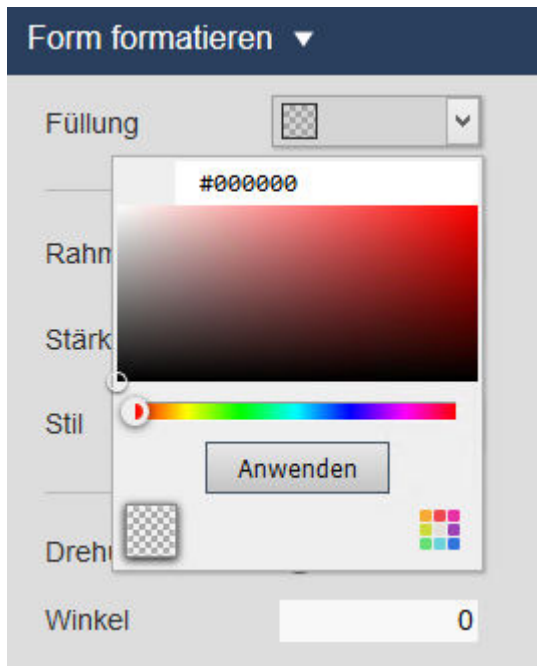 Form formatieren
Füllung
#000000
Rahm
Stärk
Stil
Anwenden
Drehu
Winkel 0